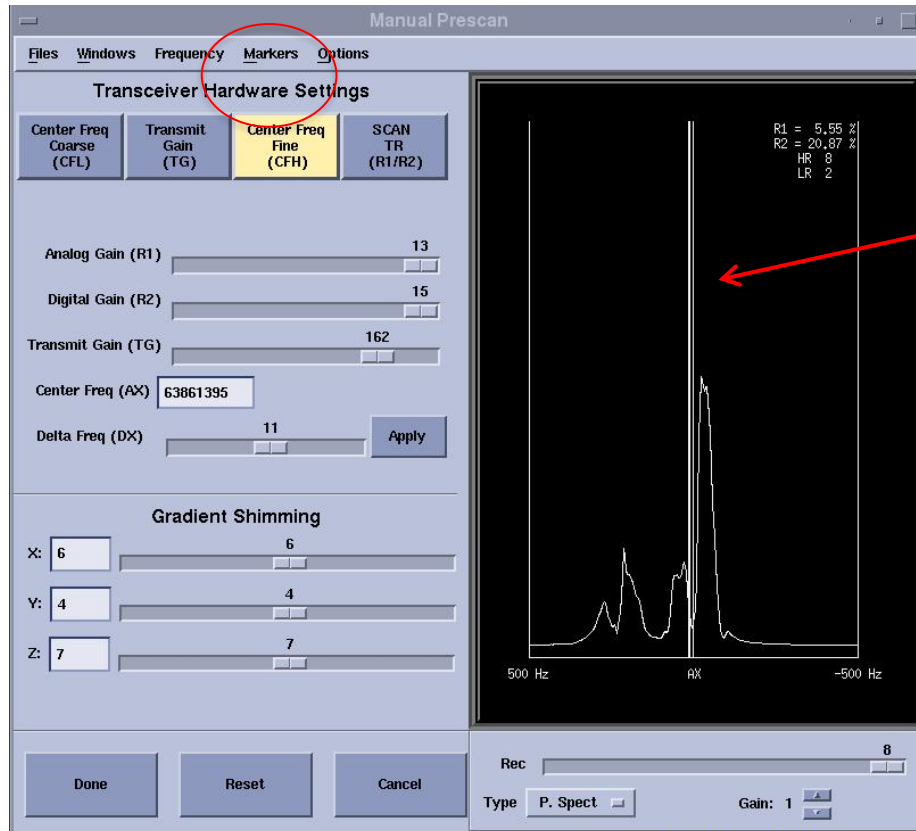 Manual Prescan
Files Windows Frequency Markers Options
Transceiver Hardware Settings
Center Freq
Coarse
(CFL)
Transmit
Gain
(TG)
Center Freq
Fine
(CFH)
SCAN
TR
(R1/R2)
Analog Gain (R1) 13
Digital Gain (R2) 15
Transmit Gain (TG) 162
Center Freq (AX) 63861395
Delta Freq (DX) 11 Apply
Gradient Shimming
X: 6 6
Y: 4 4
Z: 7 7
Done Reset Cancel
R1 = 5.55 %
R2 = 20.87 %
HR 8
LR 2
500 Hz AX -500 Hz
Rec 8
Type P. Spect Gain: 1